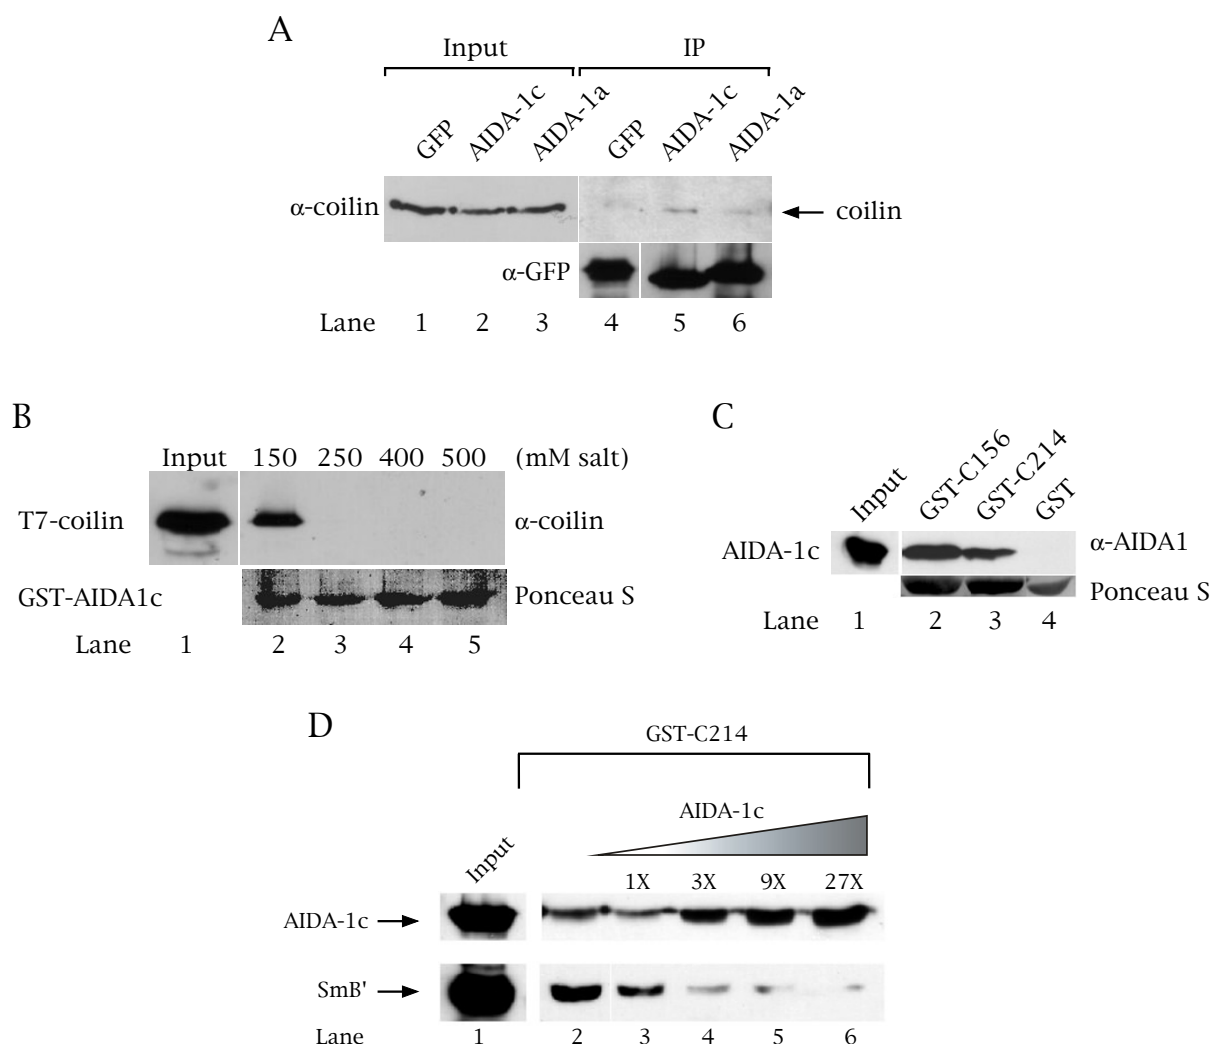 A
Input IP
GFP AIDA-1c AIDA-1a GFP AIDA-1c AIDA-1a
α-coilin coilin
α-GFP
Lane 1 2 3 4 5 6
B
Input 150 250 400 500 (mM salt)
T7-coilin α-coilin
GST-AIDA1c Ponceau S
Lane 1 2 3 4 5
C
Input GST-C156 GST-C214 GST
AIDA-1c α-AIDA1
Ponceau S
Lane 1 2 3 4
D
GST-C214
AIDA-1c
Input 1X 3X 9X 27X
AIDA-1c
SmB'
Lane 1 2 3 4 5 6